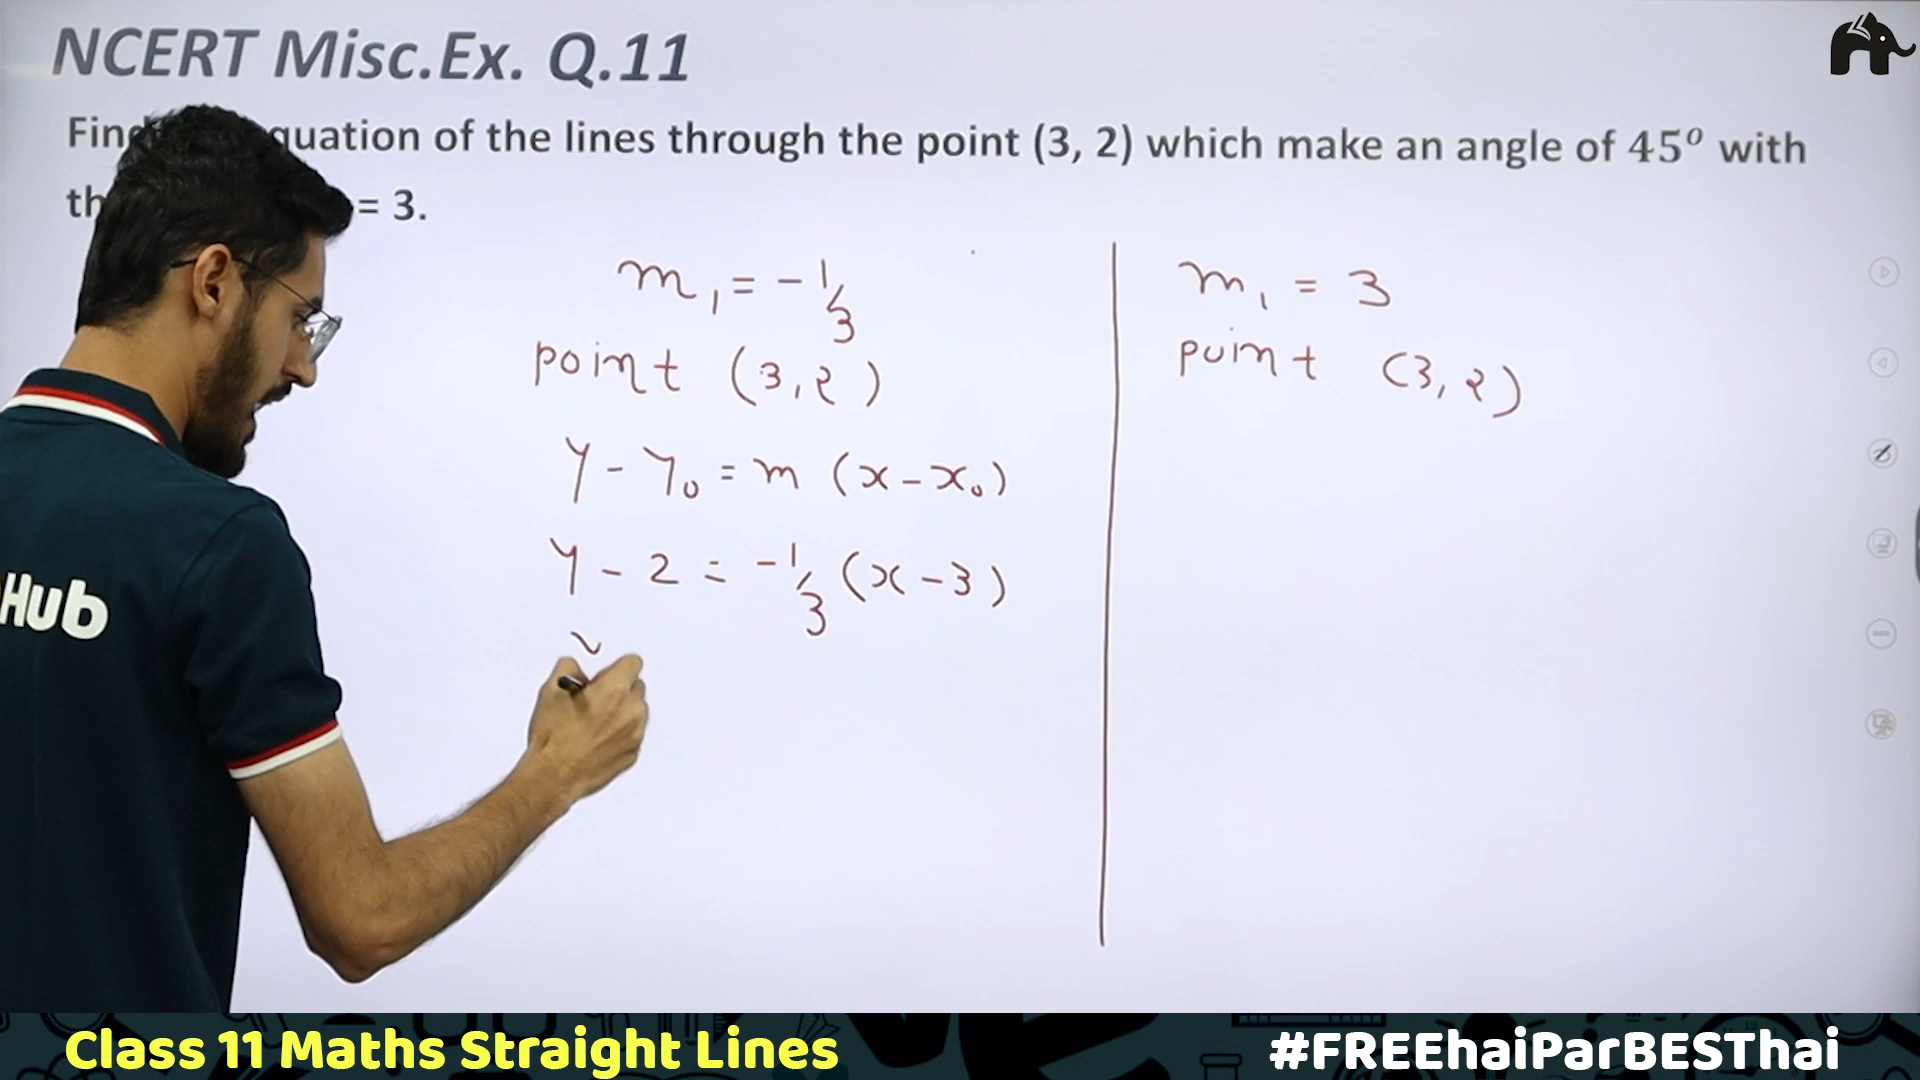 NCERT Misc.Ex. Q.11
quation of the lines through the point (3, 2) which make an angle of 45° with
= 3.
m₁ = -1/3
point (3,2)
y - y₀ = m (x - x₀)
y - 2 = -1/3 (x - 3)
m₁ = 3
point (3,2)
Hub
Class 11 Maths Straight Lines
#FREEhaiParBESThai